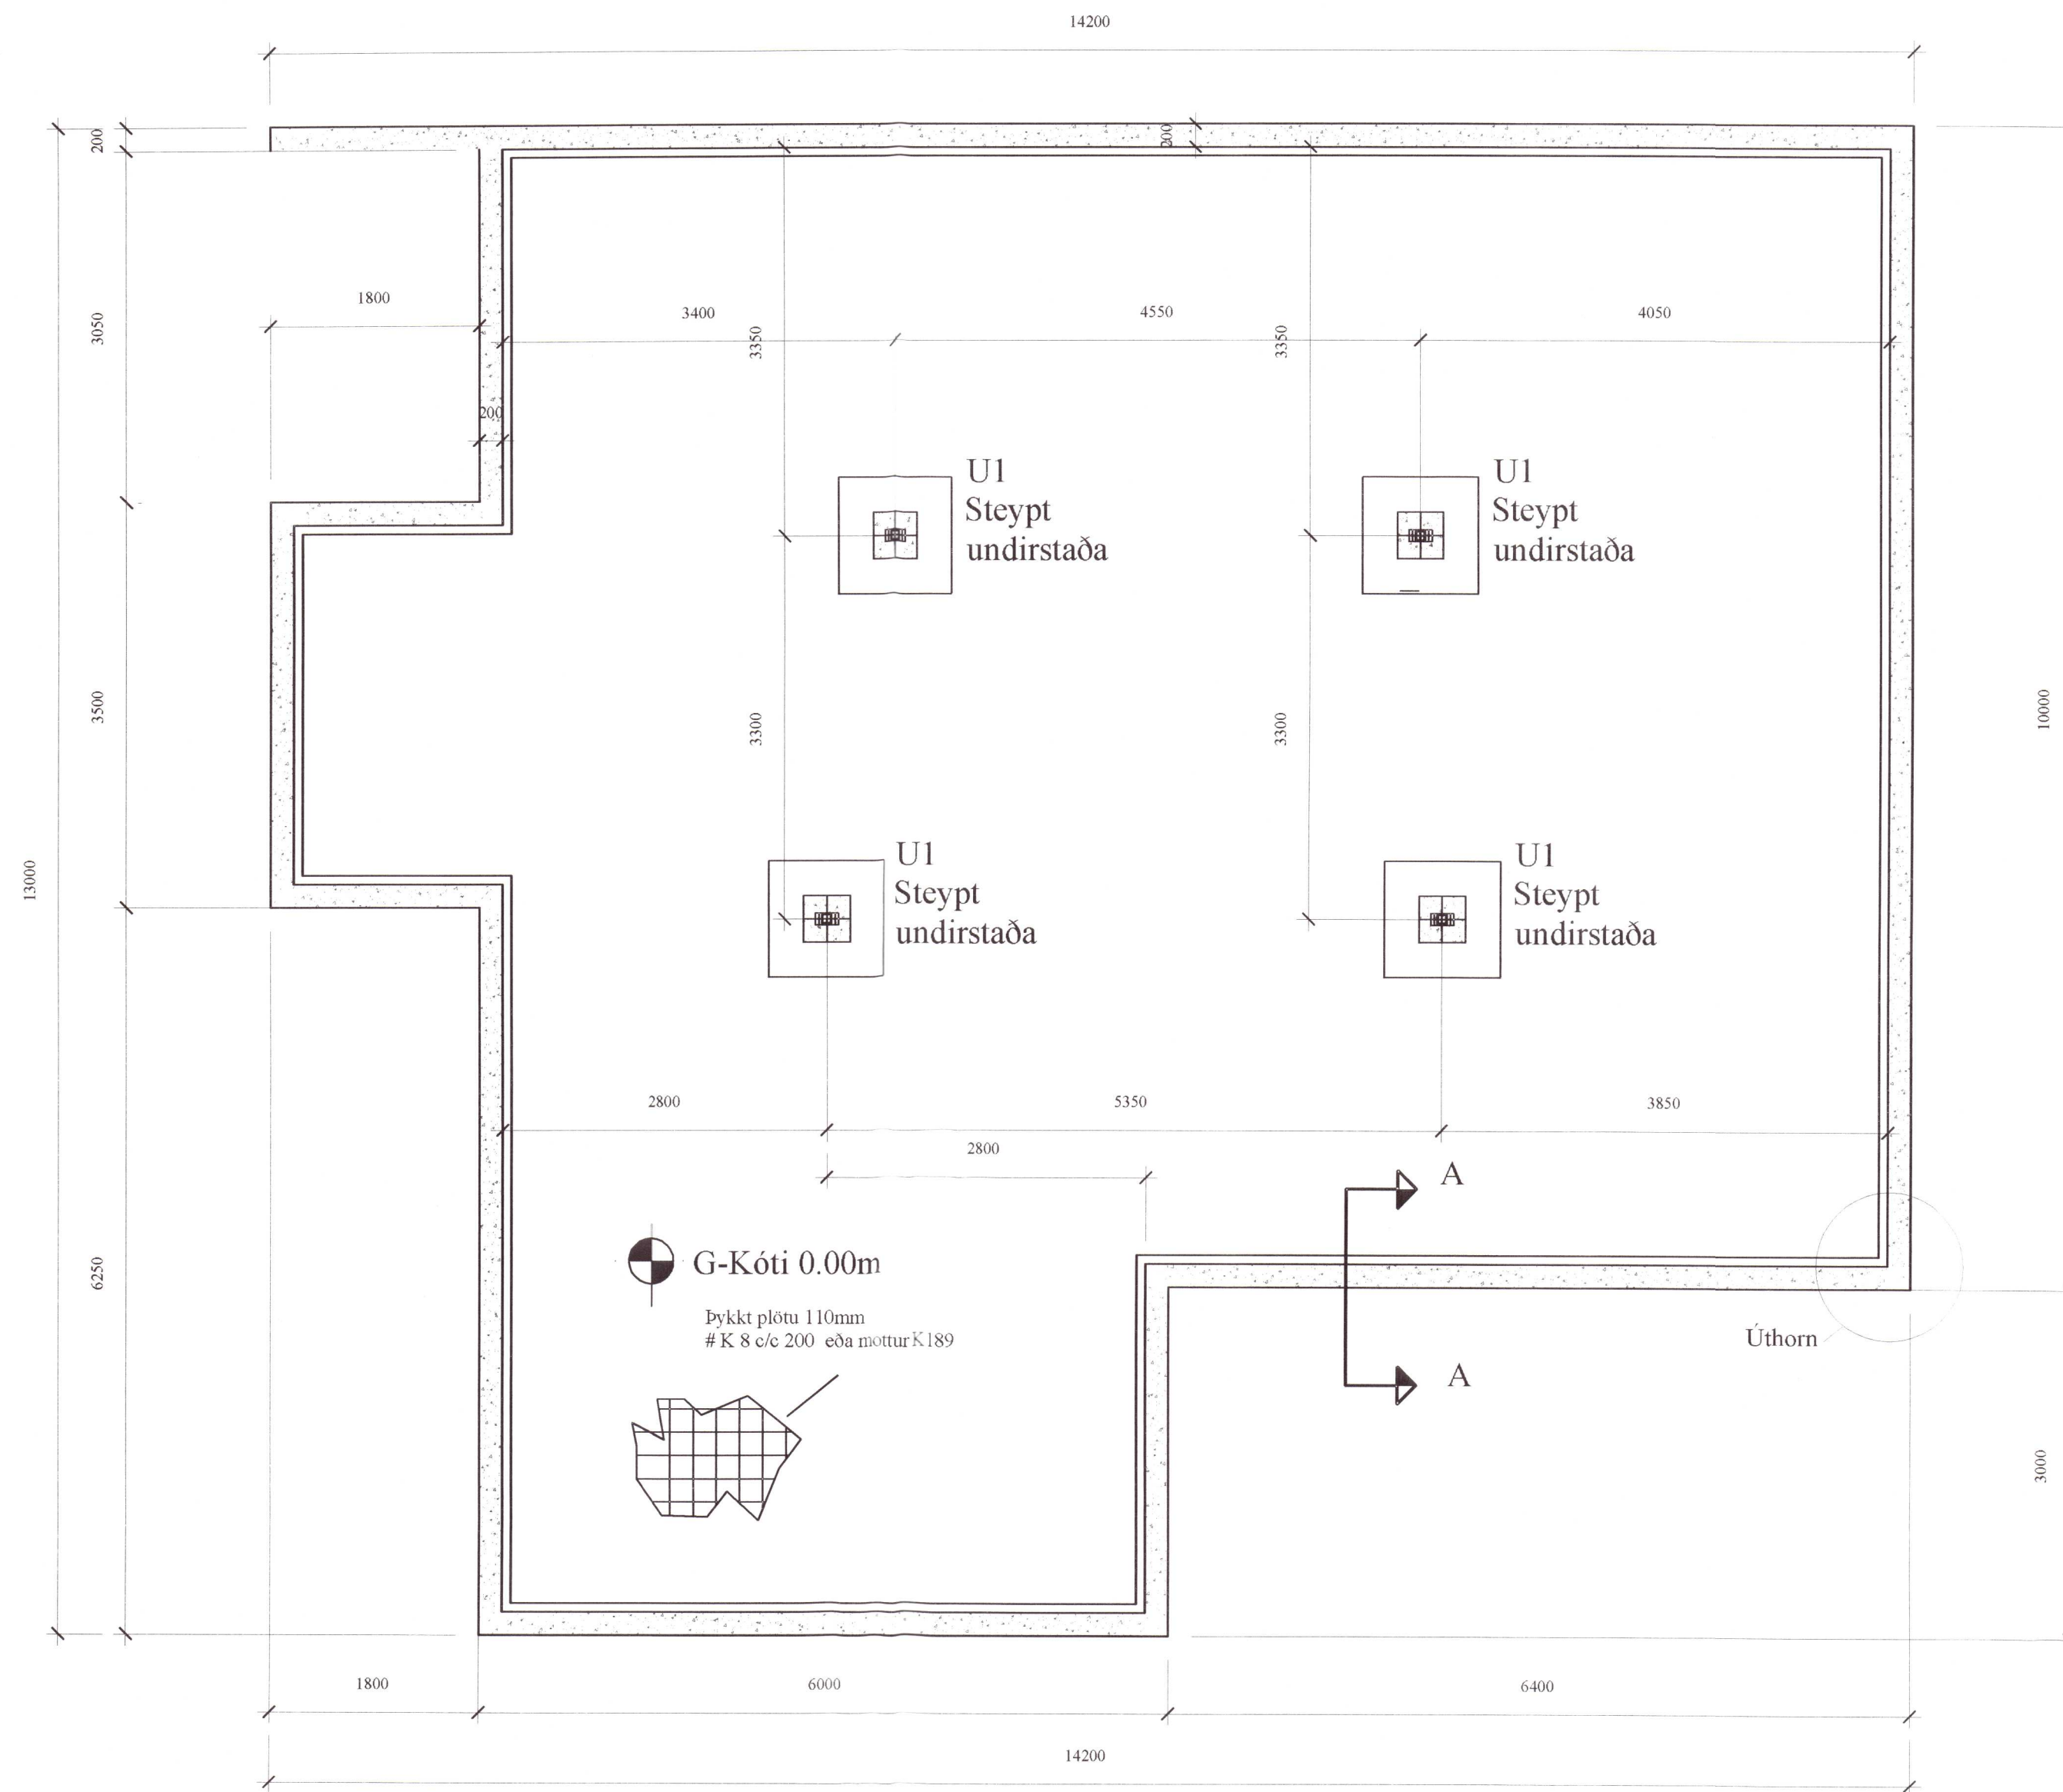 14200
200
200
1800
3400
4550
4050
3050
3350
3350
200
U1
Steypt
undirstaða
U1
Steypt
undirstaða
3500
3300
3300
10000
13000
U1
Steypt
undirstaða
U1
Steypt
undirstaða
2800
5350
3850
2800
A
6250
G-Kóti 0.00m
Þykkt plötu 110mm
# K 8 c/c 200 eða mottur K189
Úthorn
A
3000
1800
6000
6400
14200